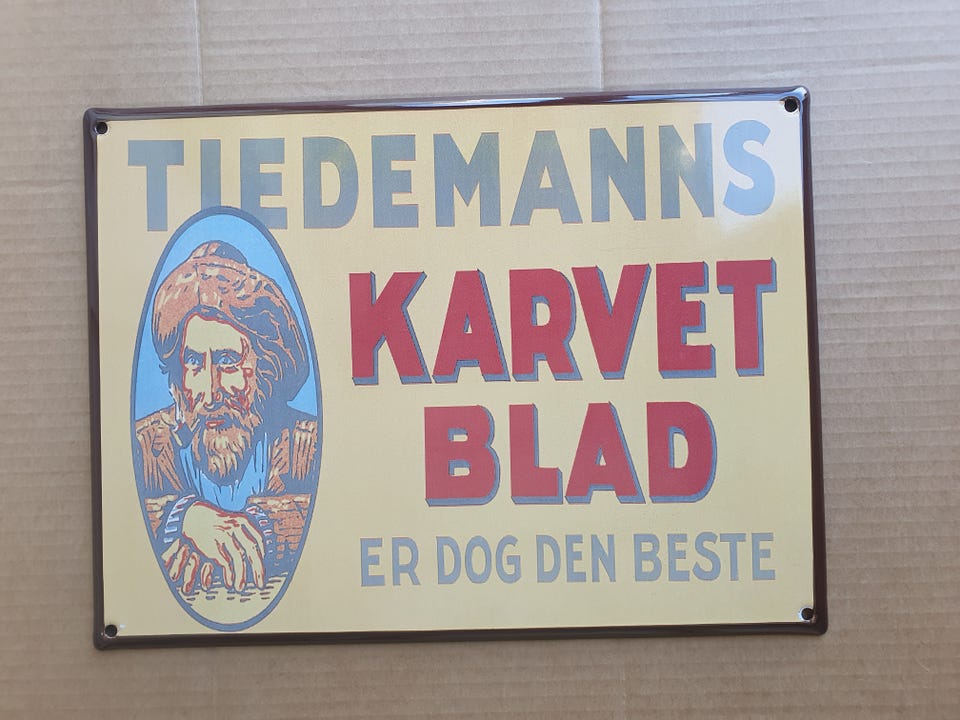 TIEDEMANNS
KARVET
BLAD
ER DOG DEN BESTE